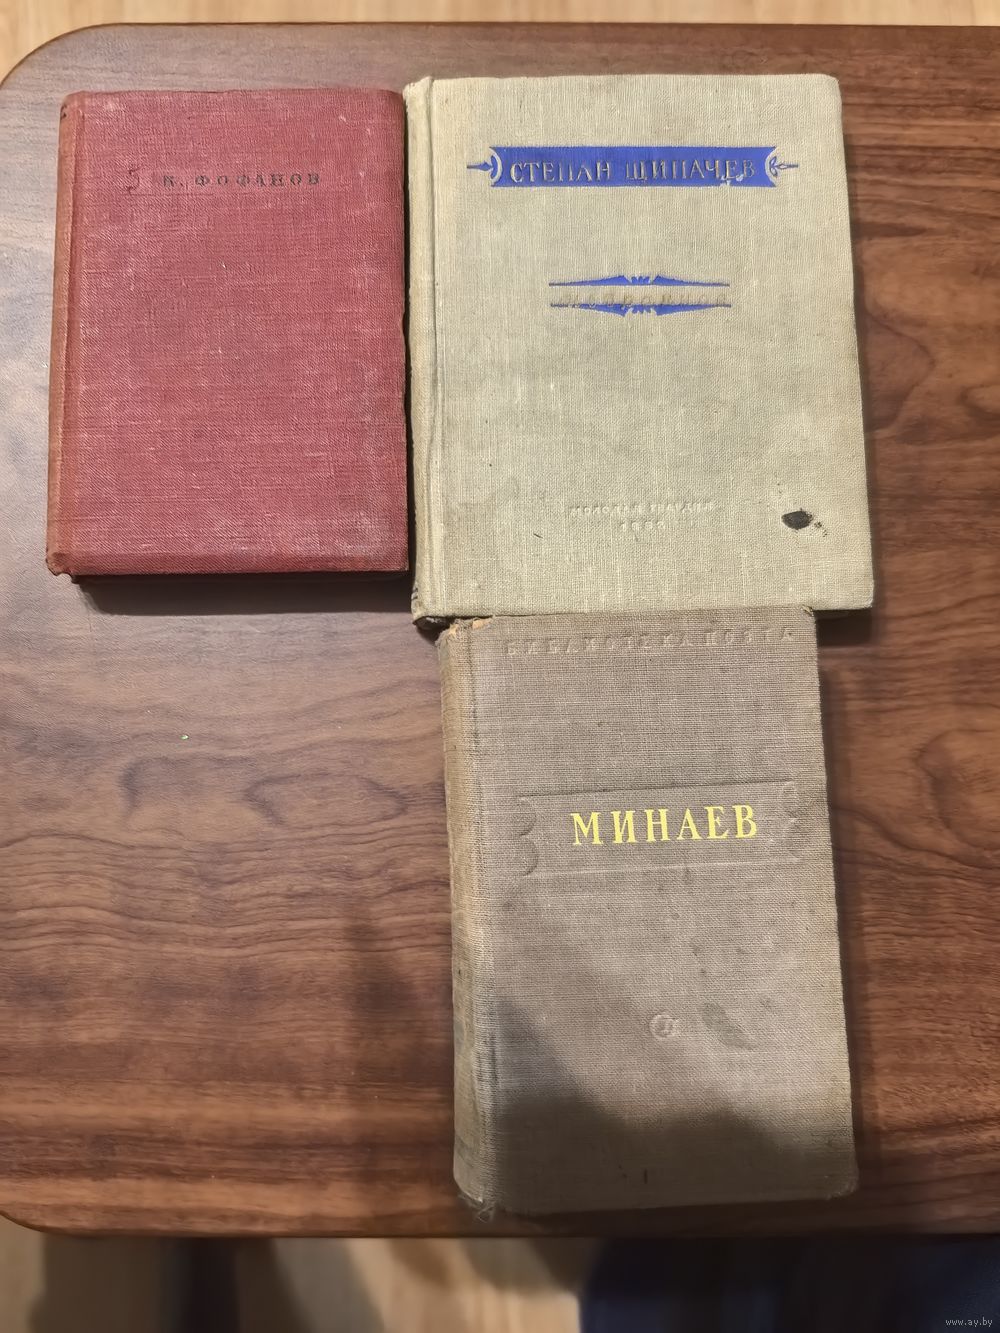 К. ФОФАНОВ
СТЕПАН ЩИПАЧЕВ
МОЛОДАЯ ГВАРДИЯ
БИБЛИОТЕКА ПОЭТА
МИНАЕВ
www.ay.by